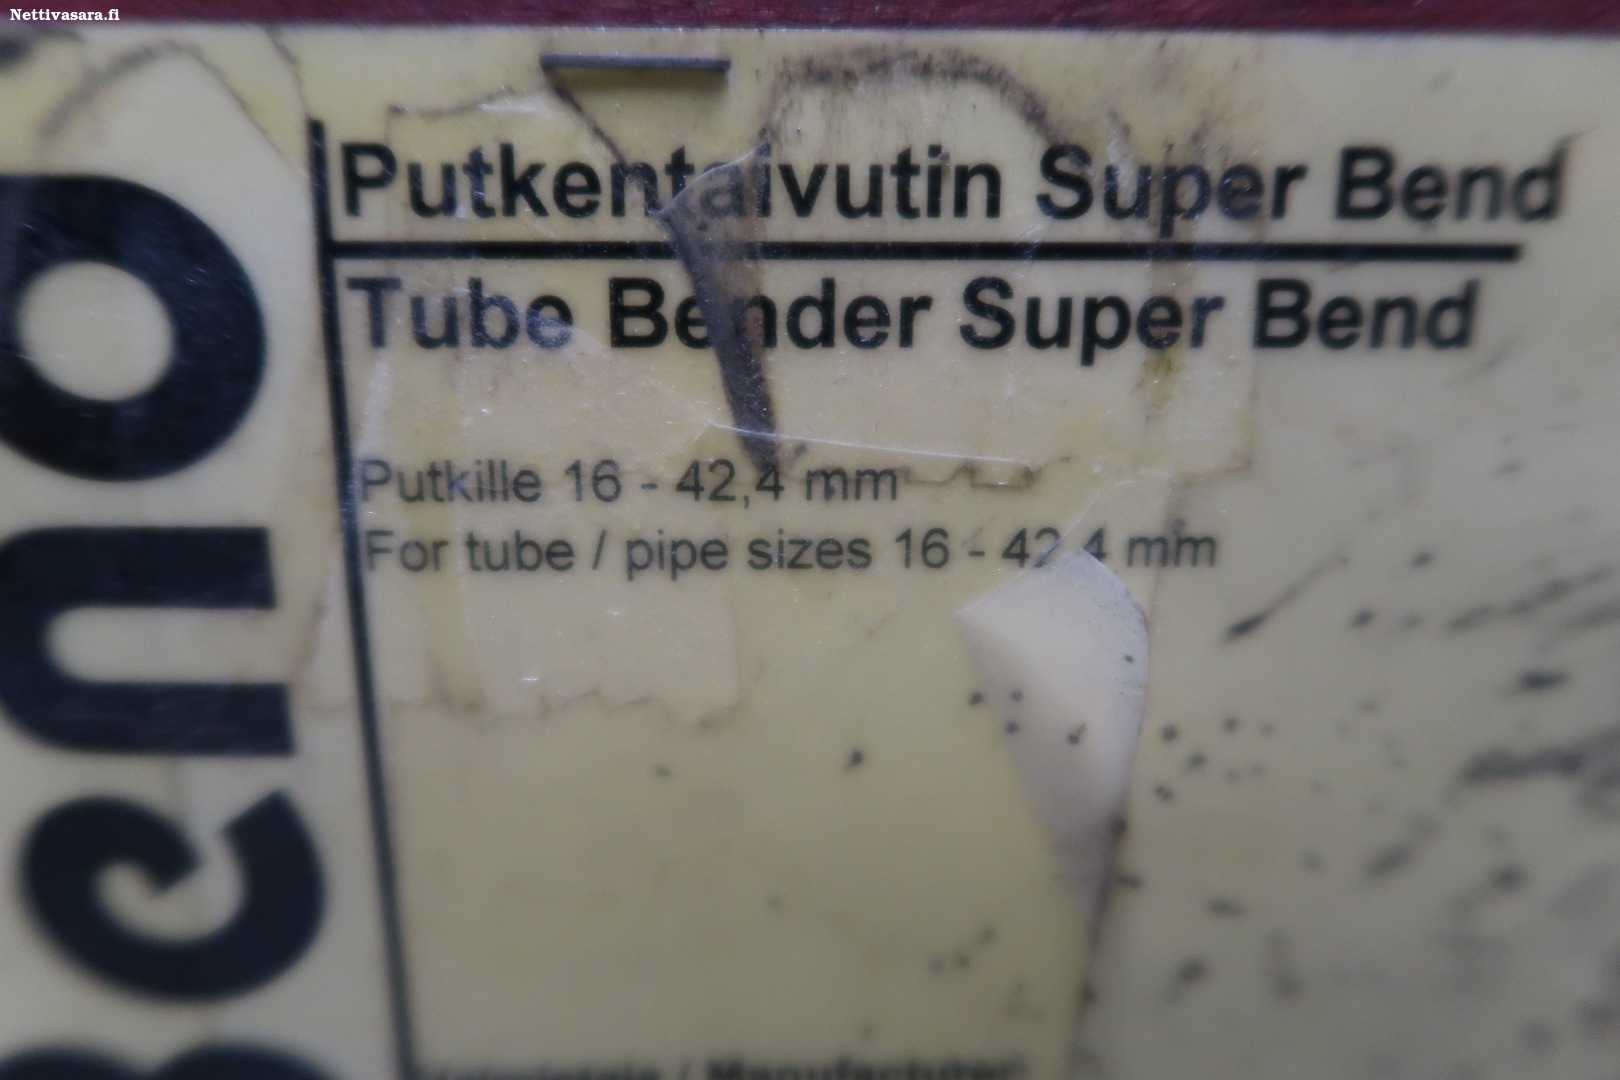 Nettivasara.fi
Putkentaivutin Super Bend
Tube Bender Super Bend
Putkille 16 - 42,4 mm
For tube / pipe sizes 16 - 42,4 mm
/ Manufacturer